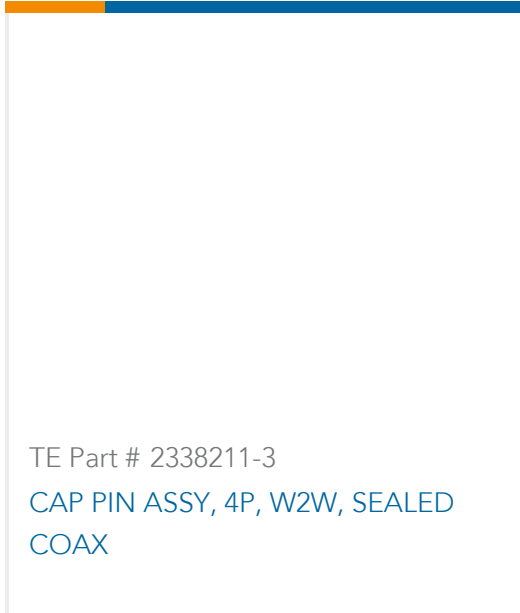 TE Part # 2338211-3
CAP PIN ASSY, 4P, W2W, SEALED
COAX